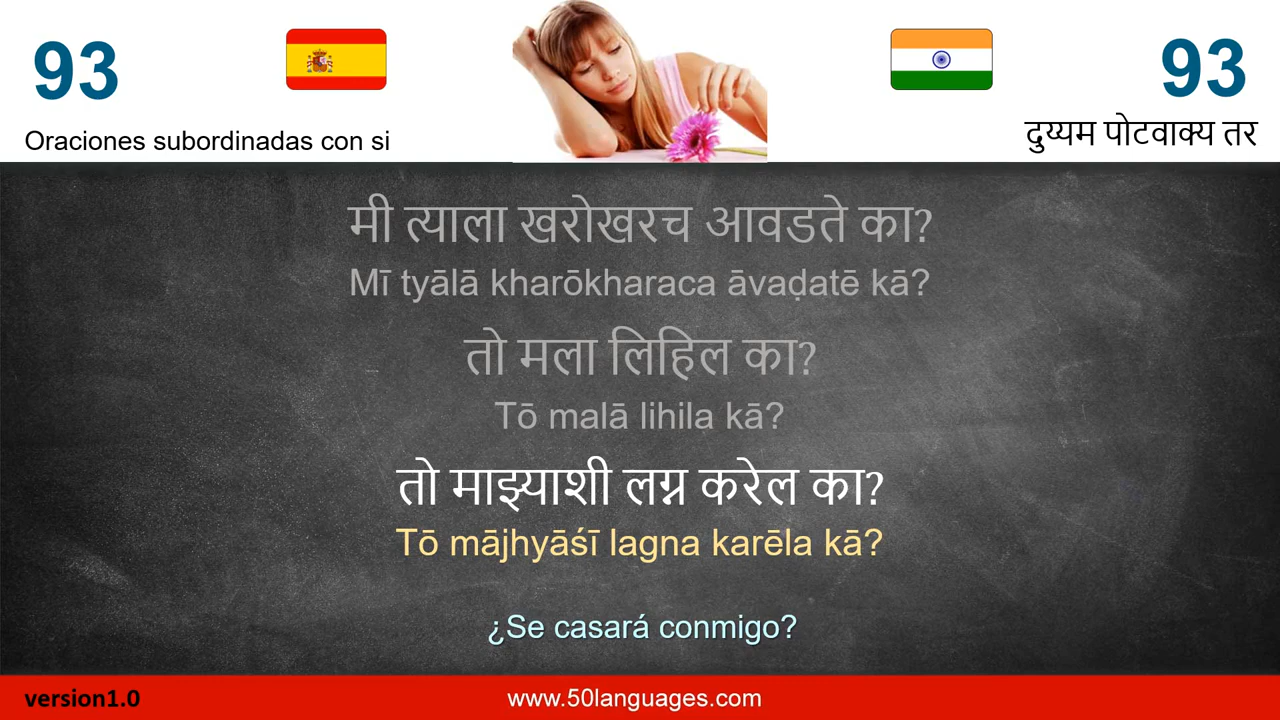 93
93
Oraciones subordinadas con si
दुय्यम पोटवाक्य तर
मी त्याला खरोखरच आवडते का?
Mī tyālā kharōkharaca āvaḍatē kā?
तो मला लिहिल का?
Tō malā lihila kā?
तो माझ्याशी लग्न करेल का?
Tō mājhyāśī lagna karēla kā?
¿Se casará conmigo?
version1.0
www.50languages.com